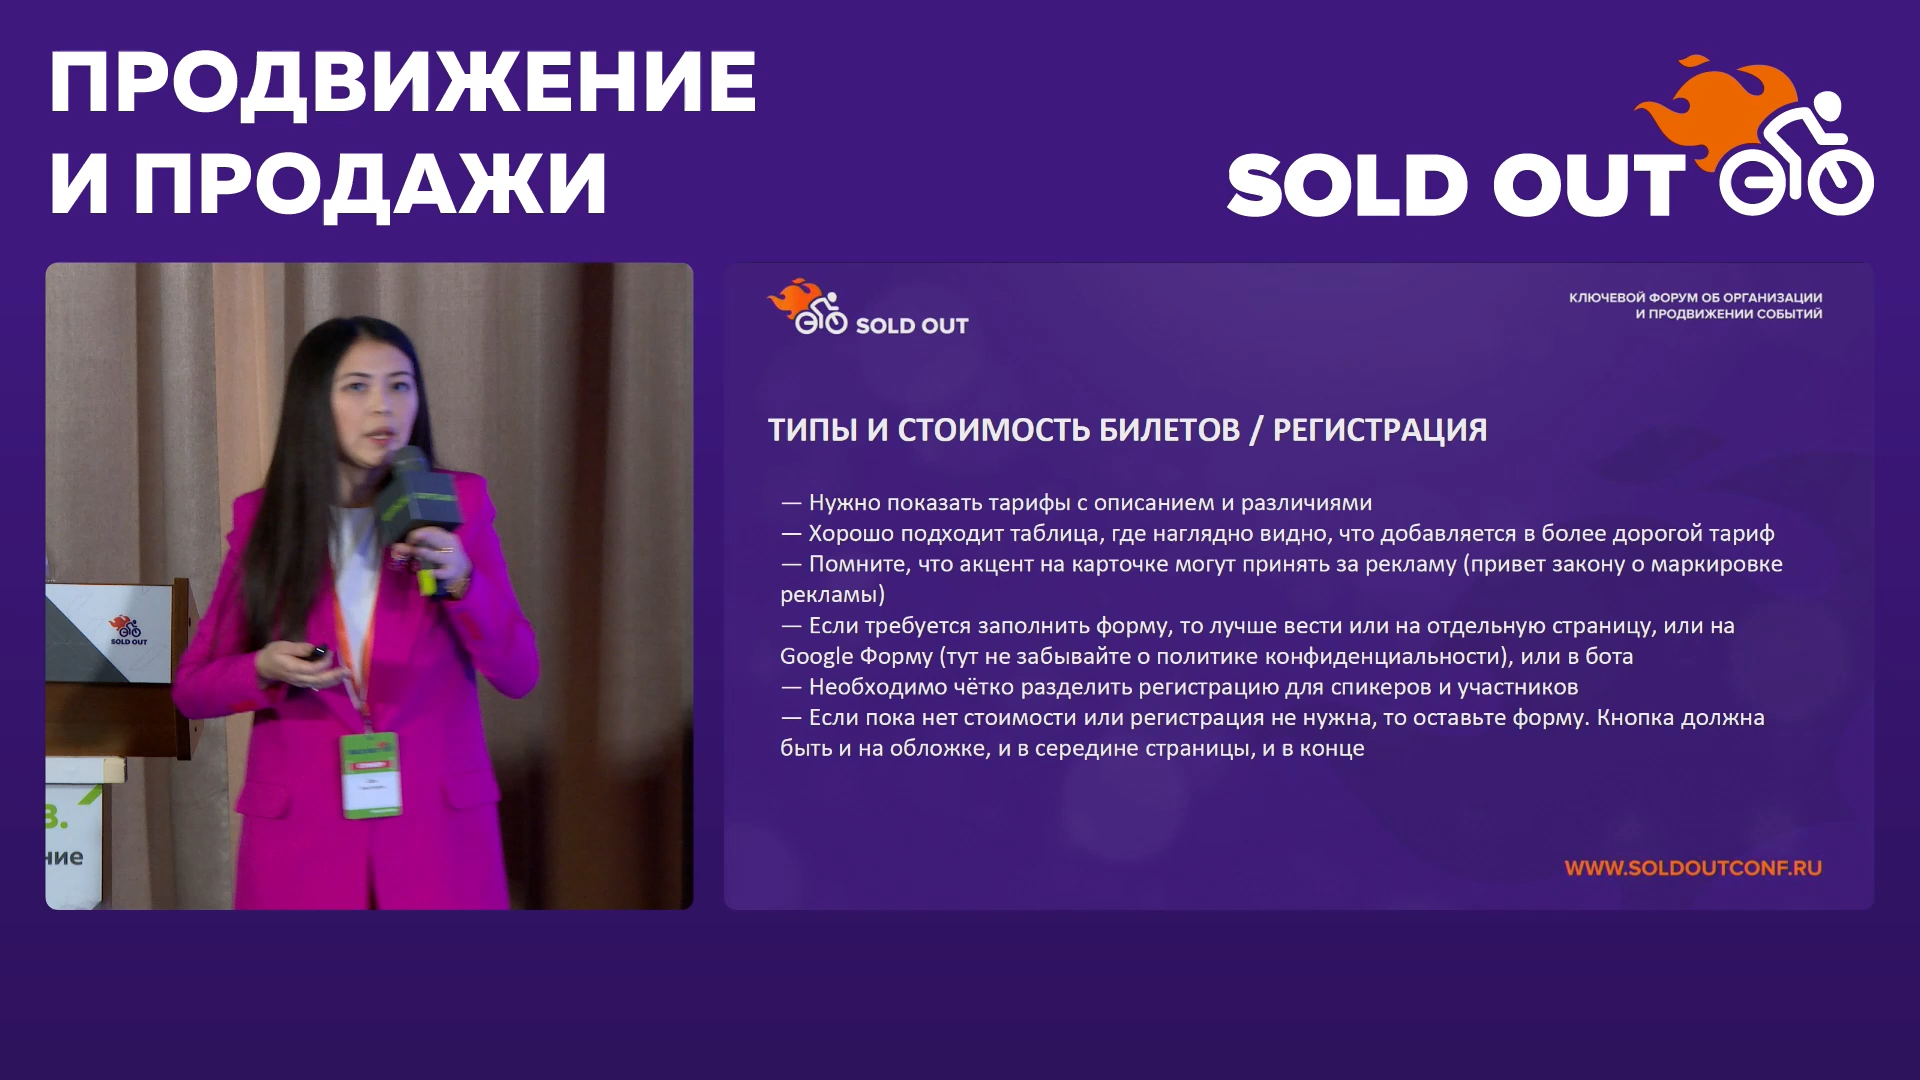 ПРОДВИЖЕНИЕ
И ПРОДАЖИ
SOLD OUT
SOLD OUT
КЛЮЧЕВОЙ ФОРУМ ОБ ОРГАНИЗАЦИИ
И ПРОДВИЖЕНИИ СОБЫТИЙ
ТИПЫ И СТОИМОСТЬ БИЛЕТОВ / РЕГИСТРАЦИЯ
— Нужно показать тарифы с описанием и различиями
— Хорошо подходит таблица, где наглядно видно, что добавляется в более дорогой тариф
— Помните, что акцент на карточке могут принять за рекламу (привет закону о маркировке
рекламы)
— Если требуется заполнить форму, то лучше вести или на отдельную страницу, или на
Google Форму (тут не забывайте о политике конфиденциальности), или в бота
— Необходимо чётко разделить регистрацию для спикеров и участников
— Если пока нет стоимости или регистрация не нужна, то оставьте форму. Кнопка должна
быть и на обложке, и в середине страницы, и в конце
WWW.SOLDOUTCONF.RU
SOLD OUT
в.
ние